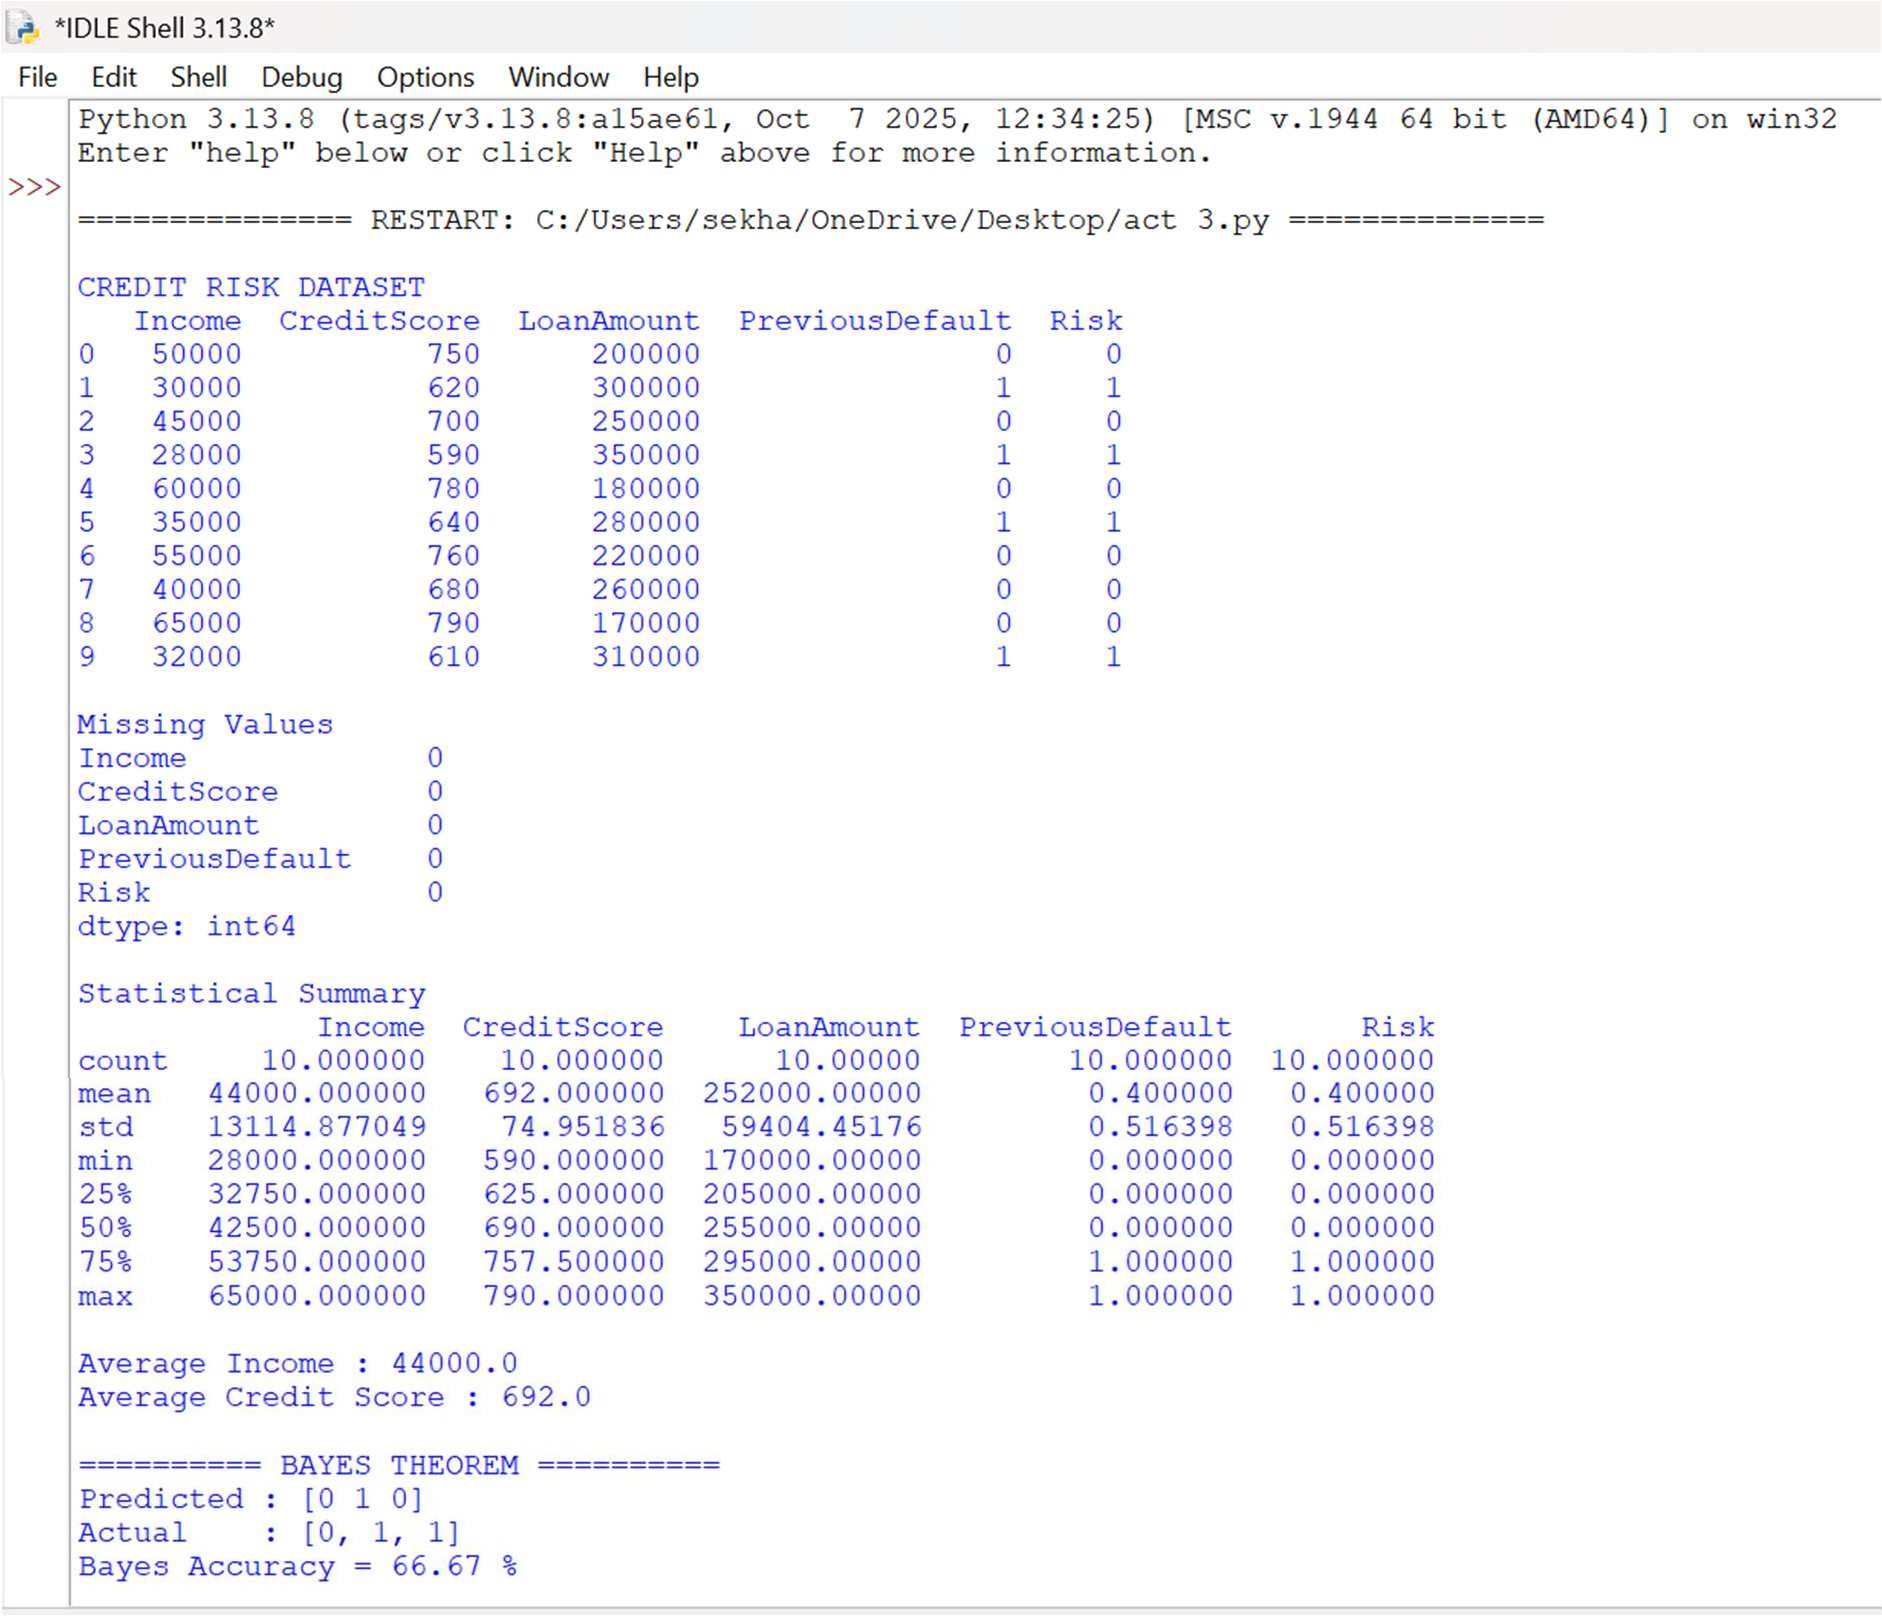 *IDLE Shell 3.13.8*
File Edit Shell Debug Options Window Help
Python 3.13.8 (tags/v3.13.8:a15ae61, Oct  7 2025, 12:34:25) [MSC v.1944 64 bit (AMD64)] on win32
Enter "help" below or click "Help" above for more information.
>>>
=============== RESTART: C:/Users/sekha/OneDrive/Desktop/act 3.py ==============
CREDIT RISK DATASET
   Income  CreditScore  LoanAmount  PreviousDefault  Risk
0   50000          750      200000                0     0
1   30000          620      300000                1     1
2   45000          700      250000                0     0
3   28000          590      350000                1     1
4   60000          780      180000                0     0
5   35000          640      280000                1     1
6   55000          760      220000                0     0
7   40000          680      260000                0     0
8   65000          790      170000                0     0
9   32000          610      310000                1     1
Missing Values
Income             0
CreditScore        0
LoanAmount         0
PreviousDefault    0
Risk               0
dtype: int64
Statistical Summary
             Income  CreditScore    LoanAmount  PreviousDefault       Risk
count     10.000000    10.000000      10.00000        10.000000  10.000000
mean   44000.000000   692.000000  252000.00000         0.400000   0.400000
std    13114.877049    74.951836   59404.45176         0.516398   0.516398
min    28000.000000   590.000000  170000.00000         0.000000   0.000000
25%    32750.000000   625.000000  205000.00000         0.000000   0.000000
50%    42500.000000   690.000000  255000.00000         0.000000   0.000000
75%    53750.000000   757.500000  295000.00000         1.000000   1.000000
max    65000.000000   790.000000  350000.00000         1.000000   1.000000
Average Income : 44000.0
Average Credit Score : 692.0
========== BAYES THEOREM ==========
Predicted : [0 1 0]
Actual    : [0, 1, 1]
Bayes Accuracy = 66.67 %